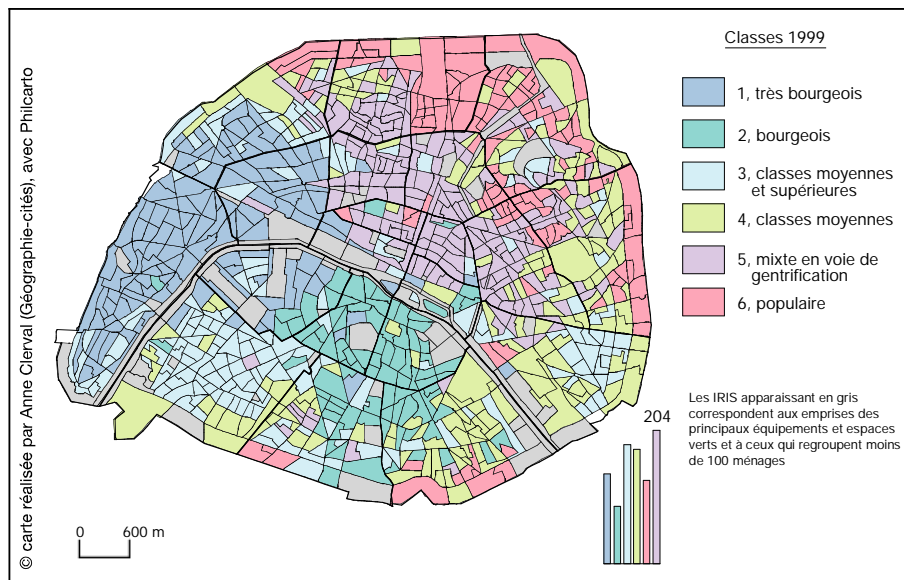 Classes 1999
1, très bourgeois
2, bourgeois
3, classes moyennes
et supérieures
4, classes moyennes
5, mixte en voie de
gentrification
6, populaire
Les IRIS apparaissant en gris
correspondent aux emprises des
principaux équipements et espaces
verts et à ceux qui regroupent moins
de 100 ménages
204
0 600 m
© carte réalisée par Anne Clerval (Géographie-cités), avec Philcarto